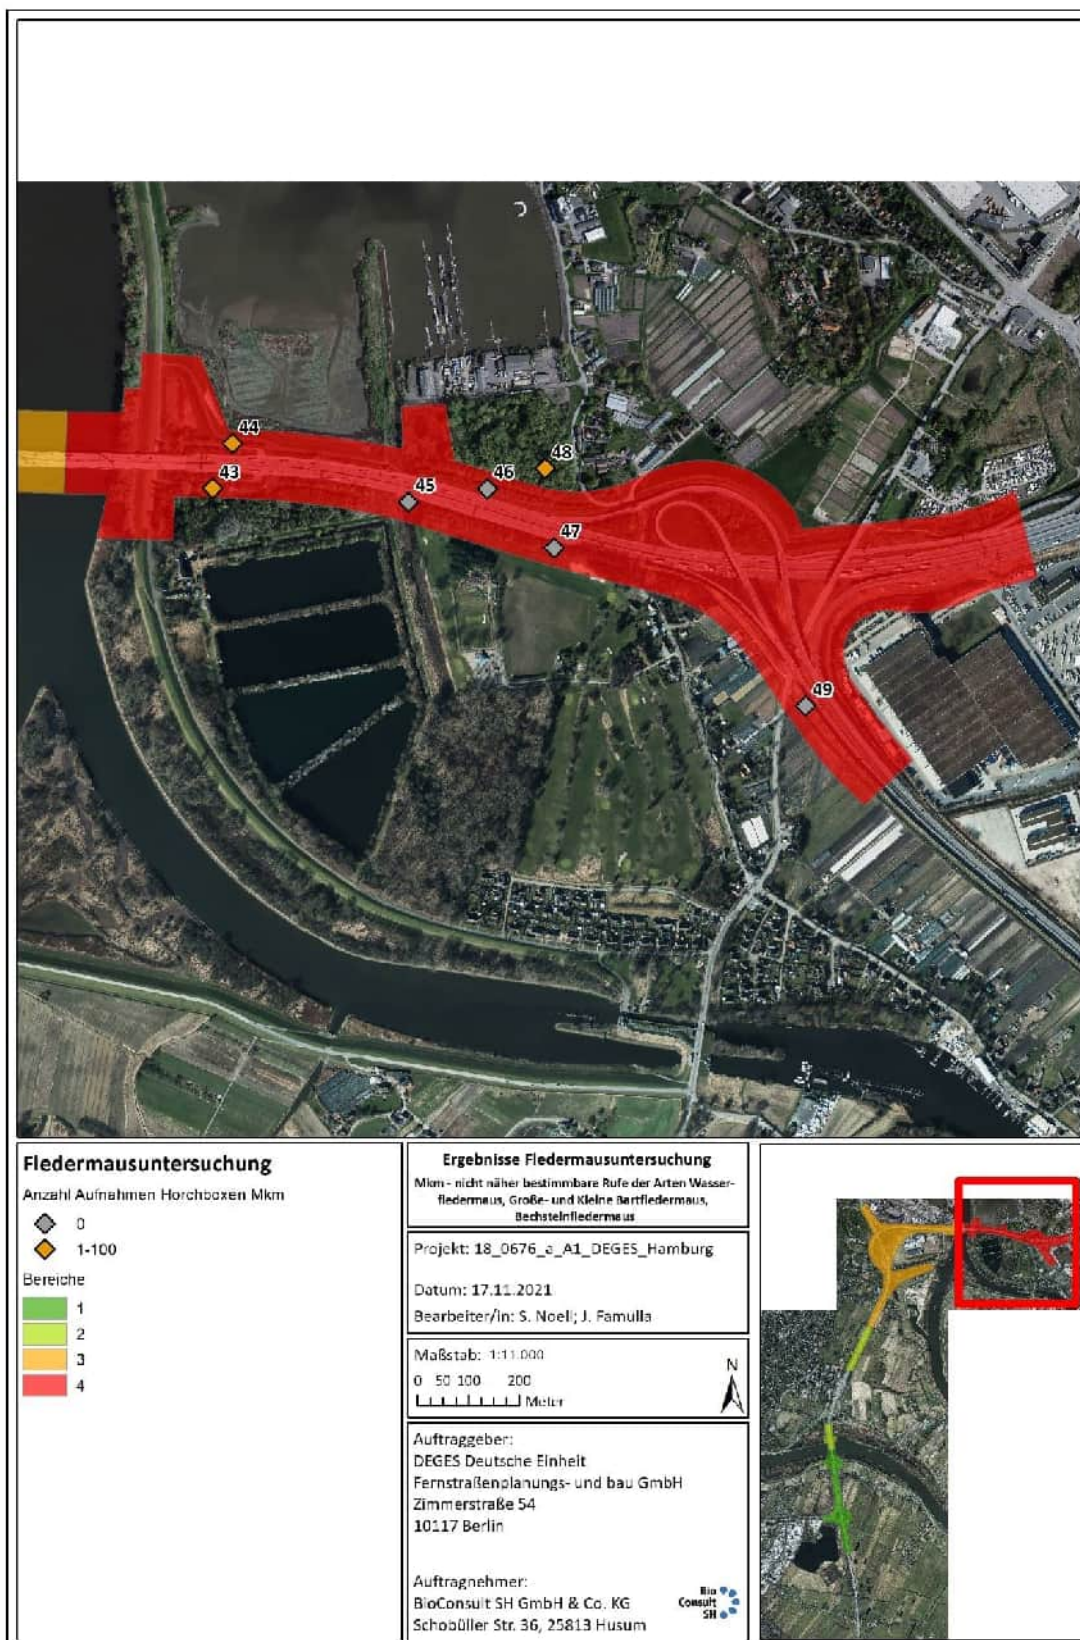 44
43
48
46
45
47
49
Fledermausuntersuchung
Anzahl Aufnahmen Horchboxen Mkm
0
1-100
Bereiche
1
2
3
4
Ergebnisse Fledermausuntersuchung
Mkm - nicht näher bestimmbare Rufe der Arten Wasser-
fledermaus, Große- und Kleine Bartfledermaus,
Bechsteinfledermaus
Projekt: 18_0676_a_A1_DEGES_Hamburg
Datum: 17.11.2021
Bearbeiter/in: S. Noell; J. Famulla
Maßstab: 1:11.000
0 50 100 200
Meter
N
Auftraggeber:
DEGES Deutsche Einheit
Fernstraßenplanungs- und bau GmbH
Zimmerstraße 54
10117 Berlin
Auftragnehmer:
BioConsult SH GmbH & Co. KG
Schobüller Str. 36, 25813 Husum
Bio
Consult
SH